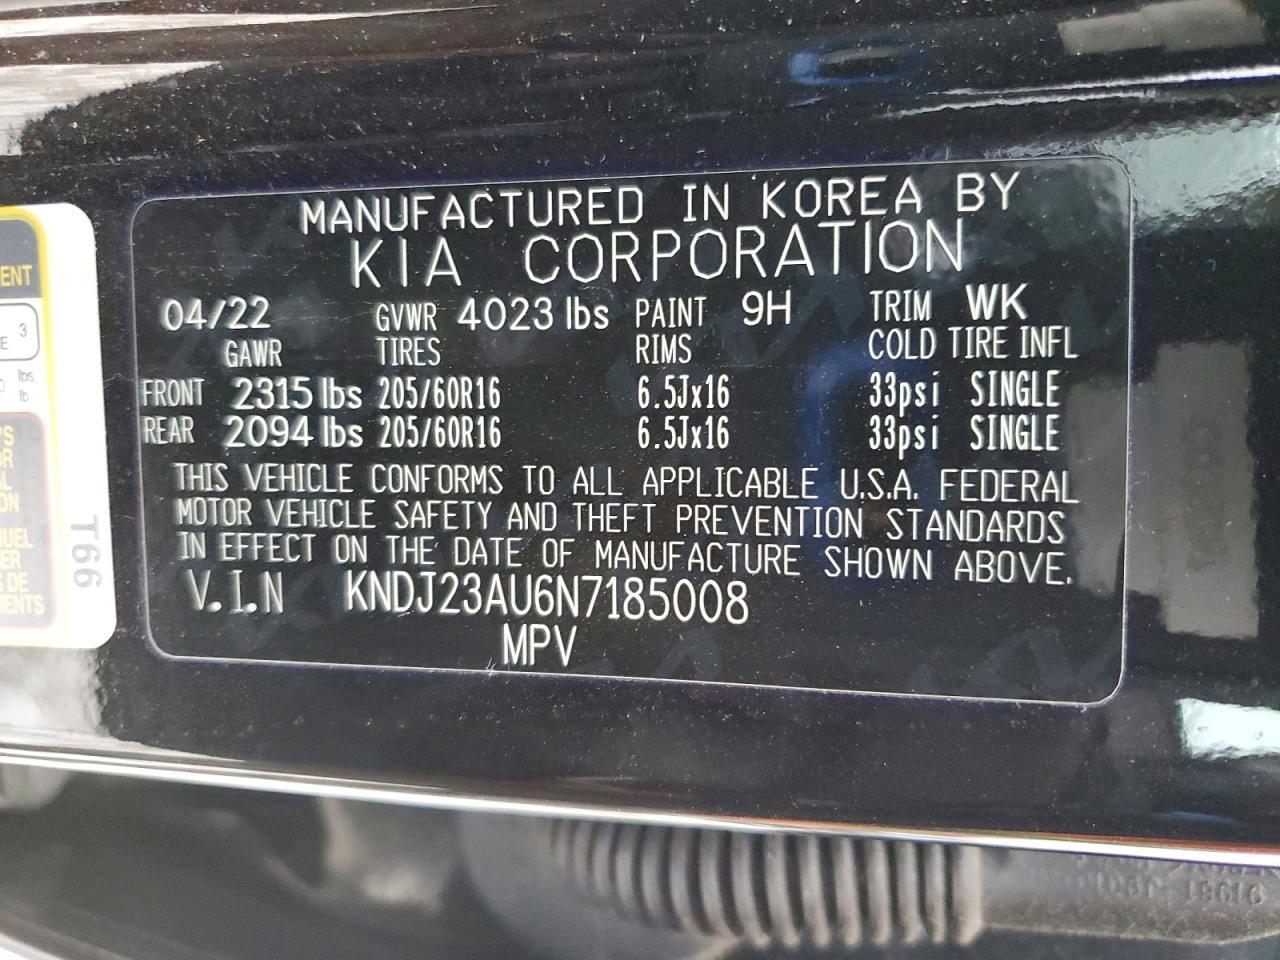 MANUFACTURED IN KOREA BY
KIA CORPORATION
04/22 GVWR 4023 lbs PAINT 9H TRIM WK
GAWR TIRES RIMS COLD TIRE INFL
FRONT 2315 lbs 205/60R16 6.5Jx16 33psi SINGLE
REAR 2094 lbs 205/60R16 6.5Jx16 33psi SINGLE
THIS VEHICLE CONFORMS TO ALL APPLICABLE U.S.A. FEDERAL
MOTOR VEHICLE SAFETY AND THEFT PREVENTION STANDARDS
IN EFFECT ON THE DATE OF MANUFACTURE SHOWN ABOVE.
V.I.N KNDJ23AU6N7185008
MPV
3
lbs.
lb
T66